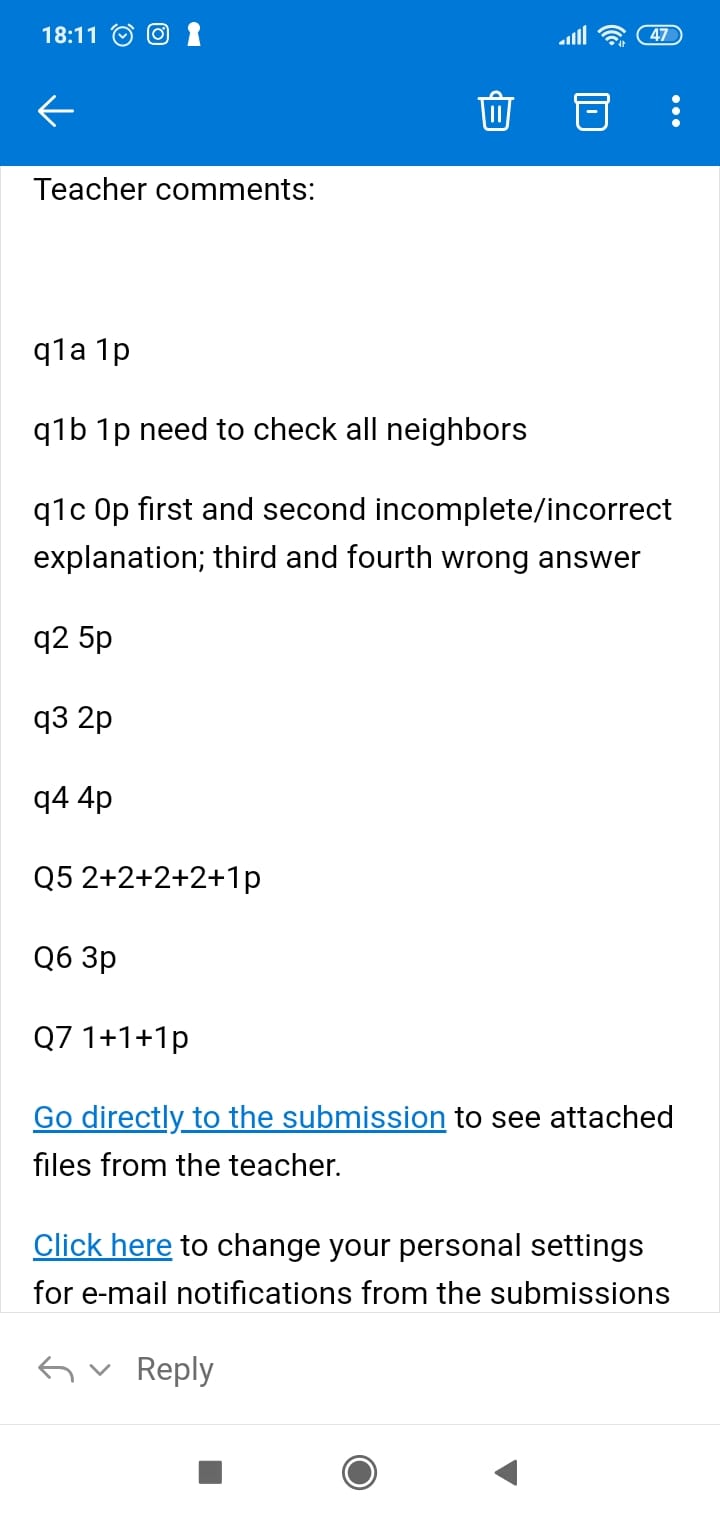 18:11
47
Teacher comments:
q1a 1p
q1b 1p need to check all neighbors
q1c 0p first and second incomplete/incorrect
explanation; third and fourth wrong answer
q2 5p
q3 2p
q4 4p
Q5 2+2+2+2+1p
Q6 3p
Q7 1+1+1p
Go directly to the submission to see attached
files from the teacher.
Click here to change your personal settings
for e-mail notifications from the submissions
Reply